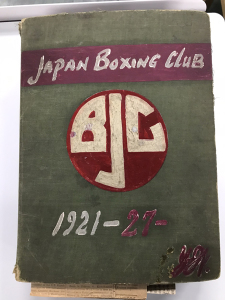 JAPAN BOXING CLUB
BJC
1921-27-